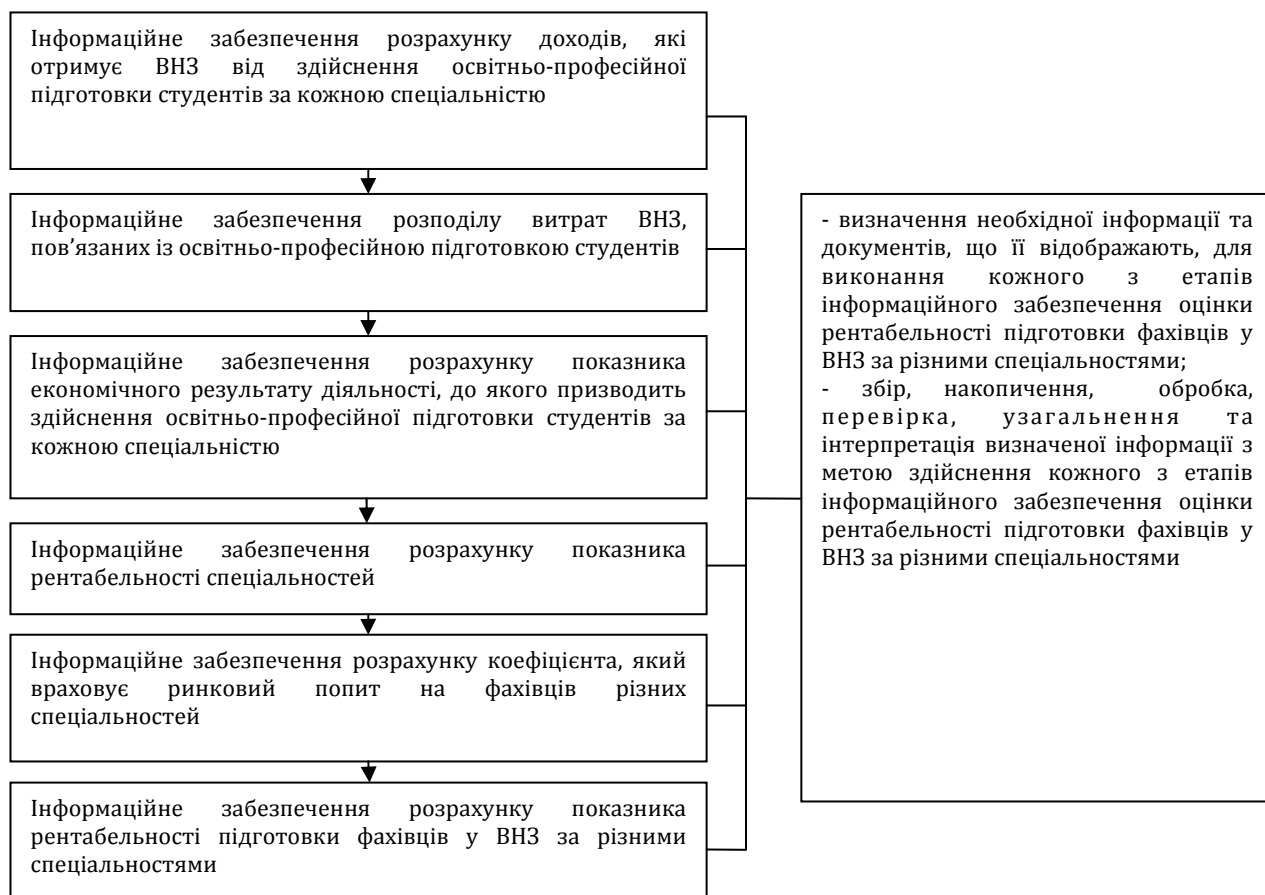 Інформаційне забезпечення розрахунку доходів, які
отримує ВНЗ від здійснення освітньо-професійної
підготовки студентів за кожною спеціальністю
Інформаційне забезпечення розподілу витрат ВНЗ,
пов’язаних із освітньо-професійною підготовкою студентів
Інформаційне забезпечення розрахунку показника
економічного результату діяльності, до якого призводить
здійснення освітньо-професійної підготовки студентів за
кожною спеціальністю
Інформаційне забезпечення розрахунку показника
рентабельності спеціальностей
Інформаційне забезпечення розрахунку коефіцієнта, який
враховує ринковий попит на фахівців різних
спеціальностей
Інформаційне забезпечення розрахунку показника
рентабельності підготовки фахівців у ВНЗ за різними
спеціальностями
- визначення необхідної інформації та
документів, що її відображають, для
виконання кожного з етапів
інформаційного забезпечення оцінки
рентабельності підготовки фахівців у
ВНЗ за різними спеціальностями;
- збір, накопичення, обробка,
перевірка, узагальнення та
інтерпретація визначеної інформації з
метою здійснення кожного з етапів
інформаційного забезпечення оцінки
рентабельності підготовки фахівців у
ВНЗ за різними спеціальностями